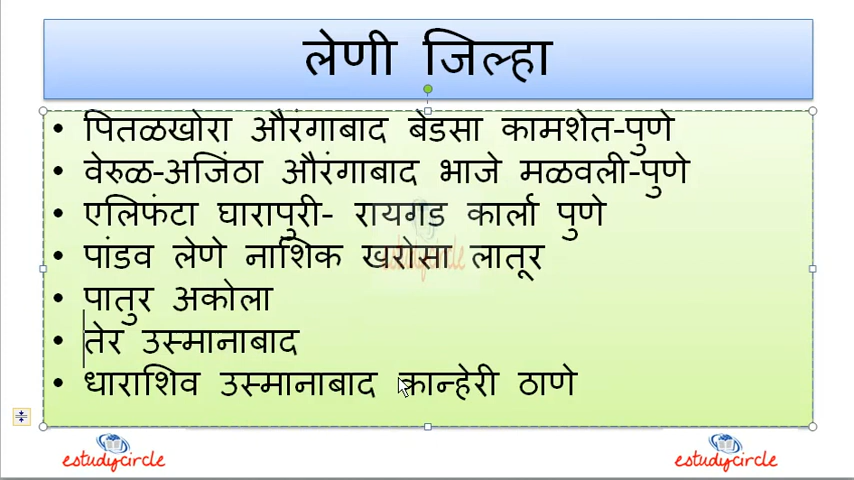 लेणी जिल्हा
• पितळखोरा औरंगाबाद बेडसा कामशेत-पुणे
• वेरुळ-अजिंठा औरंगाबाद भाजे मळवली-पुणे
• एलिफंटा घारापुरी- रायगड कार्ला पुणे
• पांडव लेणे नाशिक खरोसा लातूर
• पातुर अकोला
• तेर उस्मानाबाद
• धाराशिव उस्मानाबाद कान्हेरी ठाणे
estudycircle estudycircle